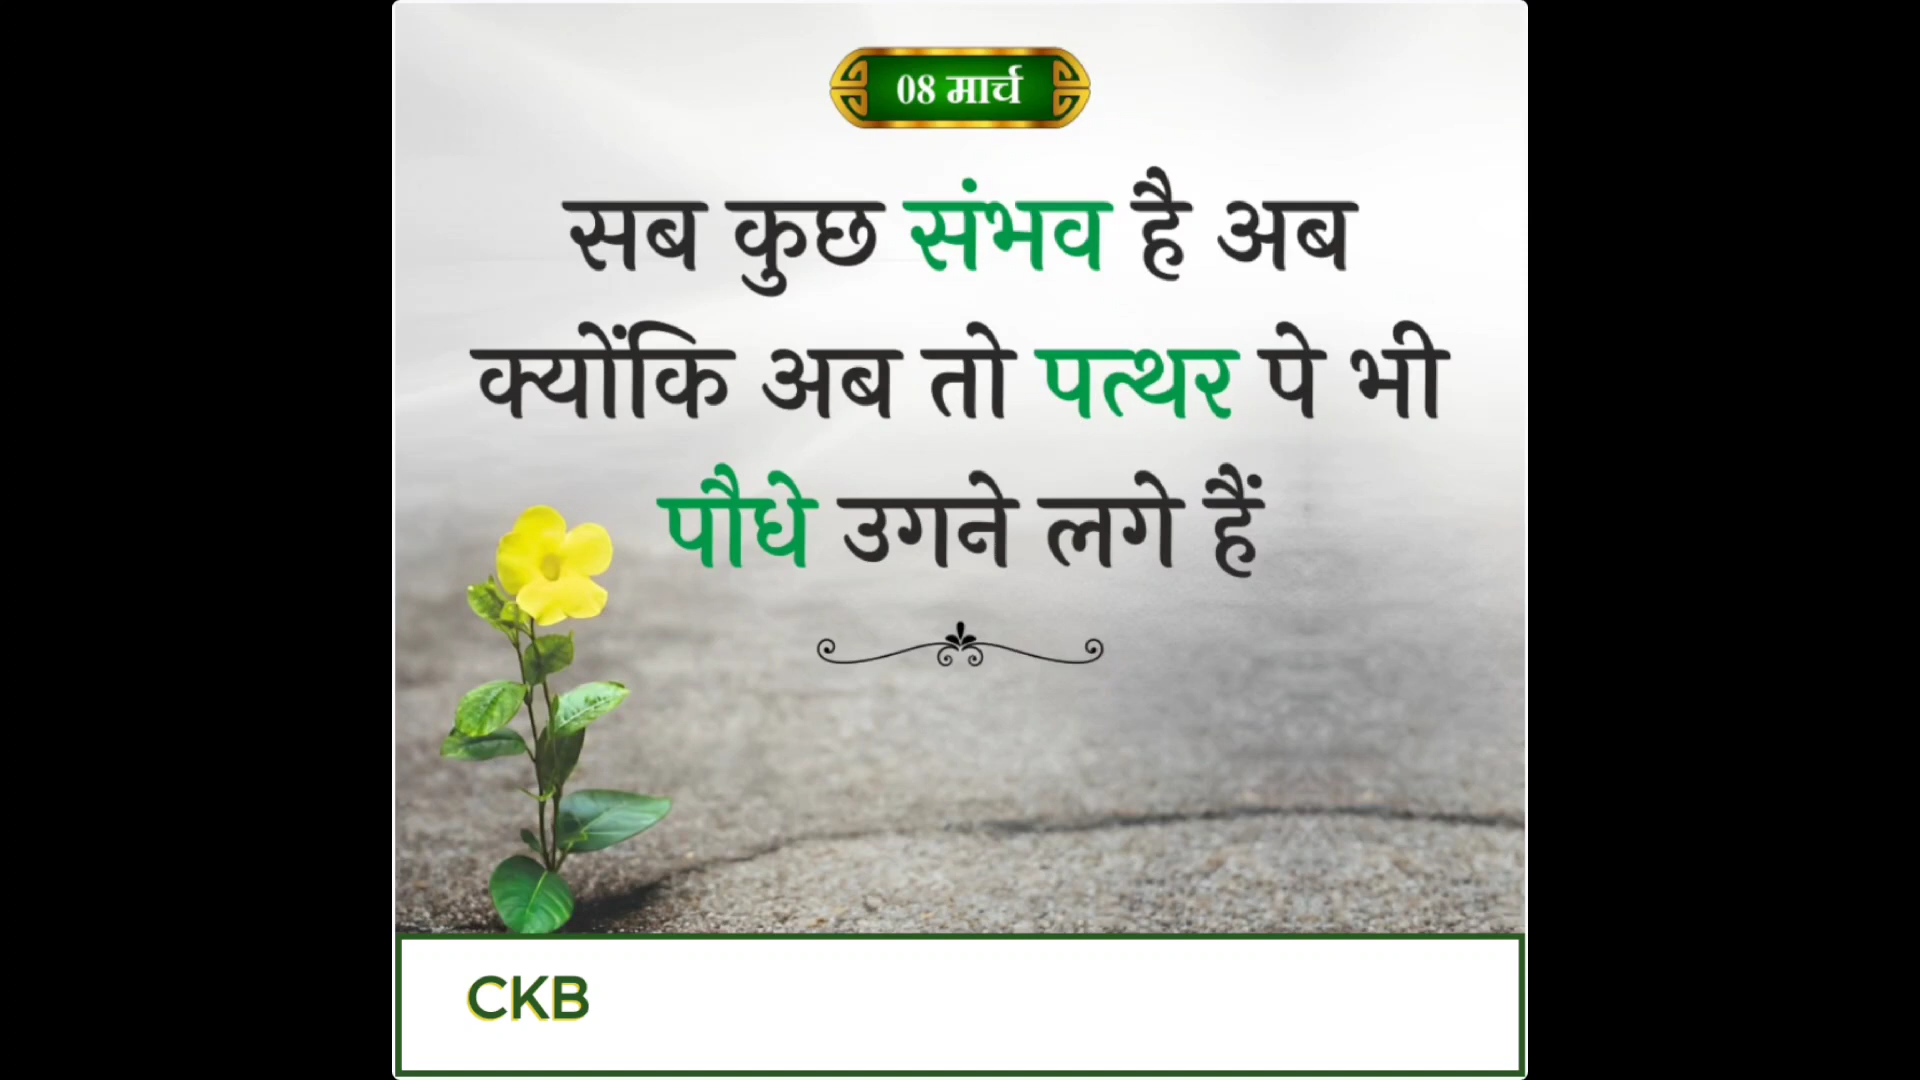 08 मार्च
सब कुछ संभव है अब
क्योंकि अब तो पत्थर पे भी
पौधे उगने लगे हैं
CKB